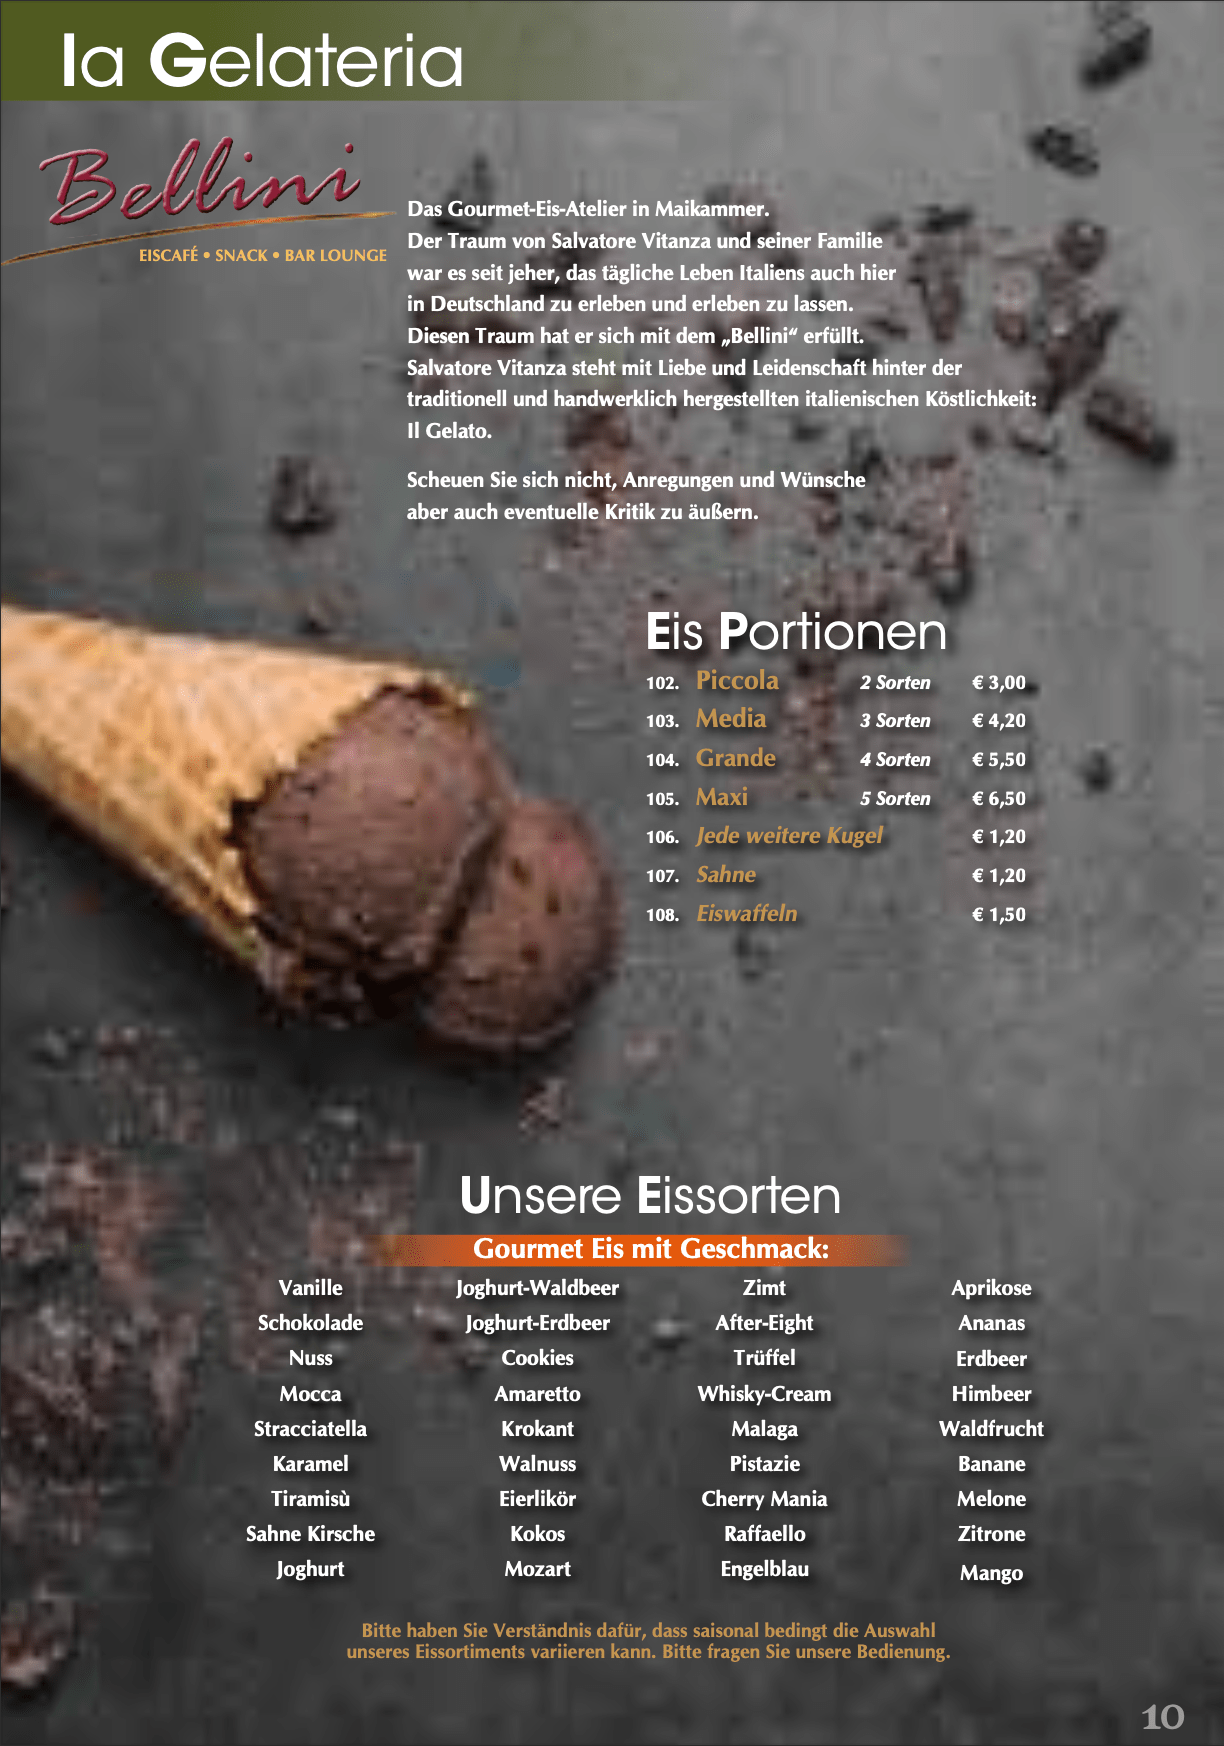 la Gelateria
Bellini
EISCAFÉ • SNACK • BAR LOUNGE
Das Gourmet-Eis-Atelier in Maikammer.
Der Traum von Salvatore Vitanza und seiner Familie
war es seit jeher, das tägliche Leben Italiens auch hier
in Deutschland zu erleben und erleben zu lassen.
Diesen Traum hat er sich mit dem „Bellini“ erfüllt.
Salvatore Vitanza steht mit Liebe und Leidenschaft hinter der
traditionell und handwerklich hergestellten italienischen Köstlichkeit:
Il Gelato.
Scheuen Sie sich nicht, Anregungen und Wünsche
aber auch eventuelle Kritik zu äußern.
Eis Portionen
102. Piccola 2 Sorten € 3,00
103. Media 3 Sorten € 4,20
104. Grande 4 Sorten € 5,50
105. Maxi 5 Sorten € 6,50
106. Jede weitere Kugel € 1,20
107. Sahne € 1,20
108. Eiswaffeln € 1,50
Unsere Eissorten
Gourmet Eis mit Geschmack:
Vanille Joghurt-Waldbeer Zimt Aprikose
Schokolade Joghurt-Erdbeer After-Eight Ananas
Nuss Cookies Trüffel Erdbeer
Mocca Amaretto Whisky-Cream Himbeer
Stracciatella Krokant Malaga Waldfrucht
Karamel Walnuss Pistazie Banane
Tiramisù Eierlikör Cherry Mania Melone
Sahne Kirsche Kokos Raffaello Zitrone
Joghurt Mozart Engelblau Mango
Bitte haben Sie Verständnis dafür, dass saisonal bedingt die Auswahl
unseres Eissortiments variieren kann. Bitte fragen Sie unsere Bedienung.
10